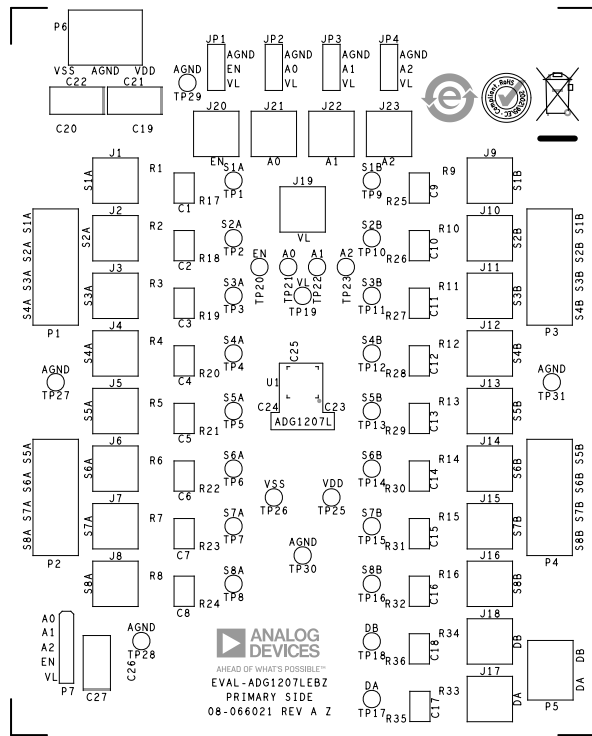 P6
VSS AGND VDD
C22 C21
C20 C19
AGND
TP29
JP1
AGND
EN
VL
JP2
AGND
A0
VL
JP3
AGND
A1
VL
JP4
AGND
A2
VL
e
Compliant RoHS
2002/95/EC
J20 J21 J22 J23
EN A0 A1 A2
J1
S1A
R1
C1
R17
S1A
TP1
J19
VL
S1B
TP9
R25
C9
R9
J9
S1B
S1A
S2A
S3A
S4A
P1
J2
S2A
R2
C2
R18
S2A
TP2
EN
TP20
A0
TP21
A1
TP22
A2
TP23
VL
TP19
S2B
TP10
R26
C10
R10
J10
S2B
S1B
S2B
S3B
S4B
P3
J3
S3A
R3
C3
R19
S3A
TP3
S3B
TP11
R27
C11
R11
J11
S3B
J4
S4A
R4
C4
R20
S4A
TP4
C25
U1
C24
C23
ADG1207L
S4B
TP12
R28
C12
R12
J12
S4B
AGND
TP27
AGND
TP31
J5
S5A
R5
C5
R21
S5A
TP5
S5B
TP13
R29
C13
R13
J13
S5B
S5A
S6A
S7A
S8A
P2
J6
S6A
R6
C6
R22
S6A
TP6
VSS
TP26
VDD
TP25
S6B
TP14
R30
C14
R14
J14
S6B
S5B
S6B
S7B
S8B
P4
J7
S7A
R7
C7
R23
S7A
TP7
AGND
TP30
S7B
TP15
R31
C15
R15
J15
S7B
J8
S8A
R8
C8
R24
S8A
TP8
S8B
TP16
R32
C16
R16
J16
S8B
A0
A1
A2
EN
VL
P7
C27
C26
AGND
TP28
ANALOG
DEVICES
AHEAD OF WHAT'S POSSIBLE™
EVAL-ADG1207LEBZ
PRIMARY SIDE
08-066021 REV A Z
DB
TP18
R36
C18
R34
J18
DB
DA
TP17
R35
C17
R33
J17
DA
DB
DA
P5